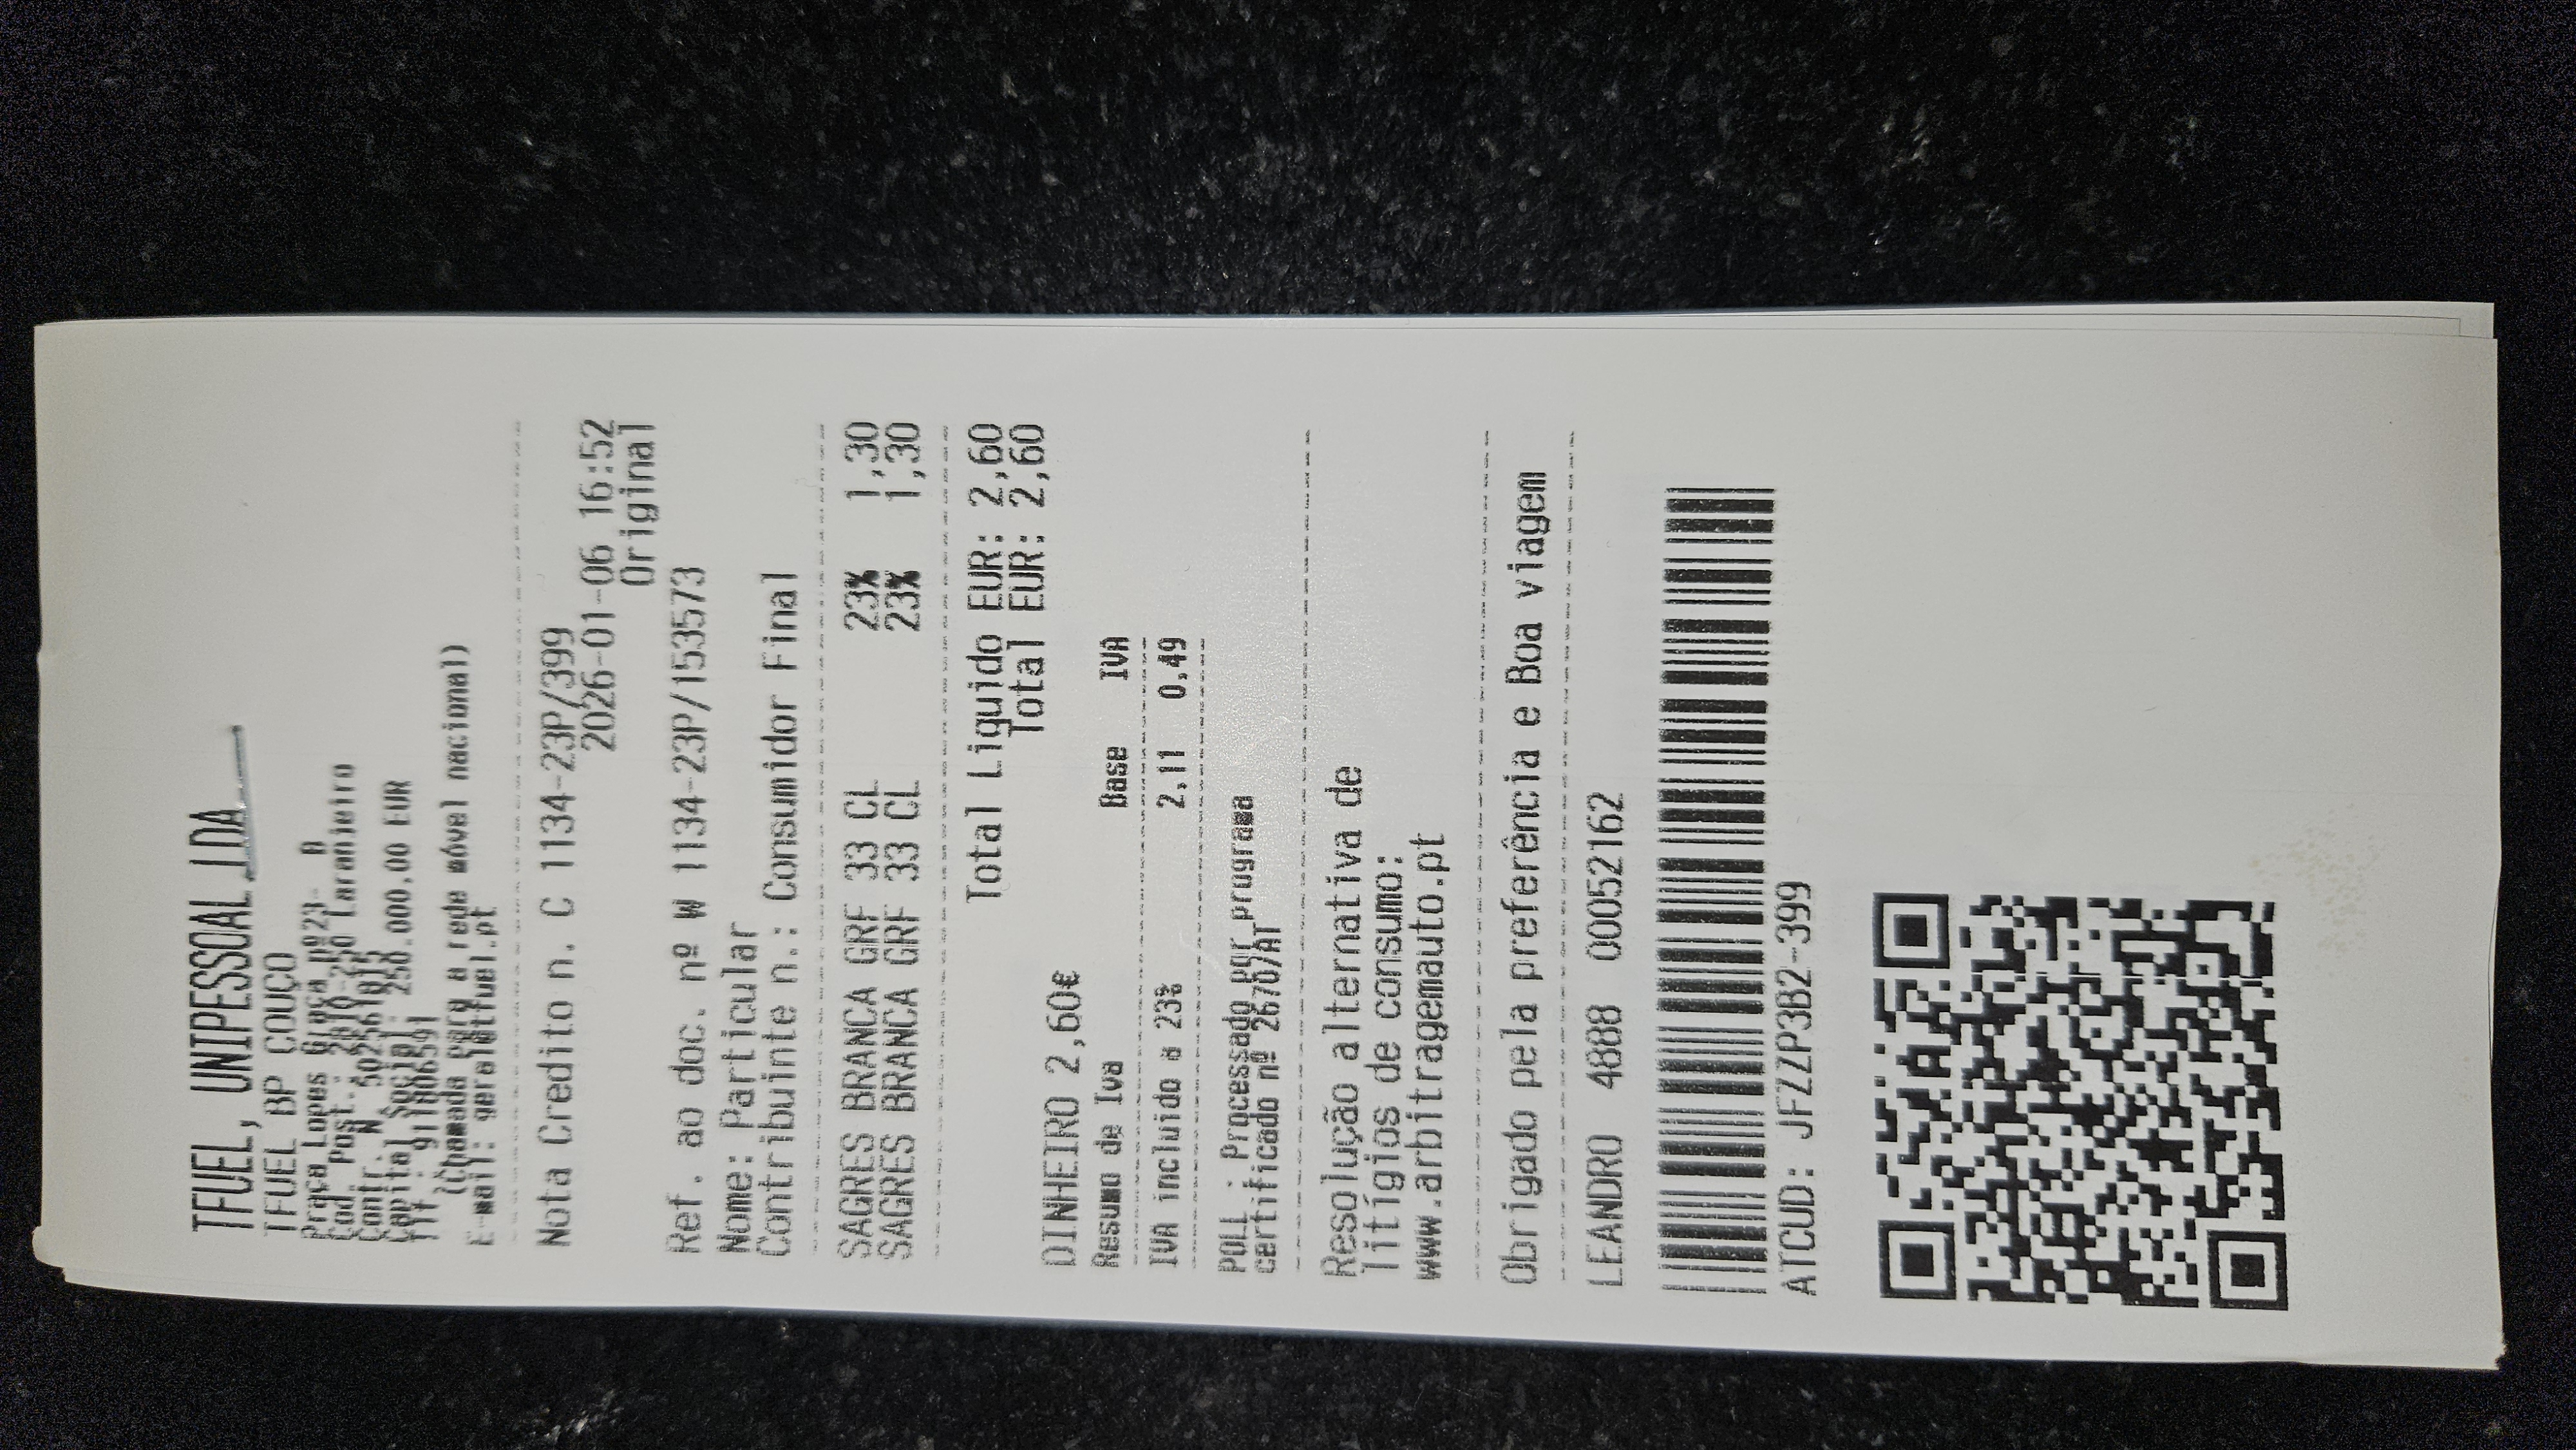 TFUEL, UNIPESSOAL LDA
TFUEL BP COUÇO
Praça Lopes Graça nº23- A
Cod. Post.: 2810-250 Laranjeiro
Contr. N.
Capital Social: 250.000,00 EUR
Tlf :
(Chamada para a rede móvel nacional)
E-mail: geral@tfuel.pt
Nota Credito n. C 1134-23P/399
2026-01-06 16:52
Original
Ref. ao doc. nº W 1134-23P/153573
Nome: Particular
Contribuinte n.: Consumidor Final
SAGRES BRANCA GRF 33 CL 23% 1,30
SAGRES BRANCA GRF 33 CL 23% 1,30
Total Liquido EUR: 2,60
Total EUR: 2,60
DINHEIRO 2,60€
Resumo de Iva Base IVA
IVA incluido a 23% 2,11 0,49
Processado por programa
certificado nº 2670/AT
Resolução alternativa de
litígios de consumo:
www.arbitragemauto.pt
Obrigado pela preferência e Boa viagem
LEANDRO 4888 00052162
ATCUD: JFZZP3B2-399